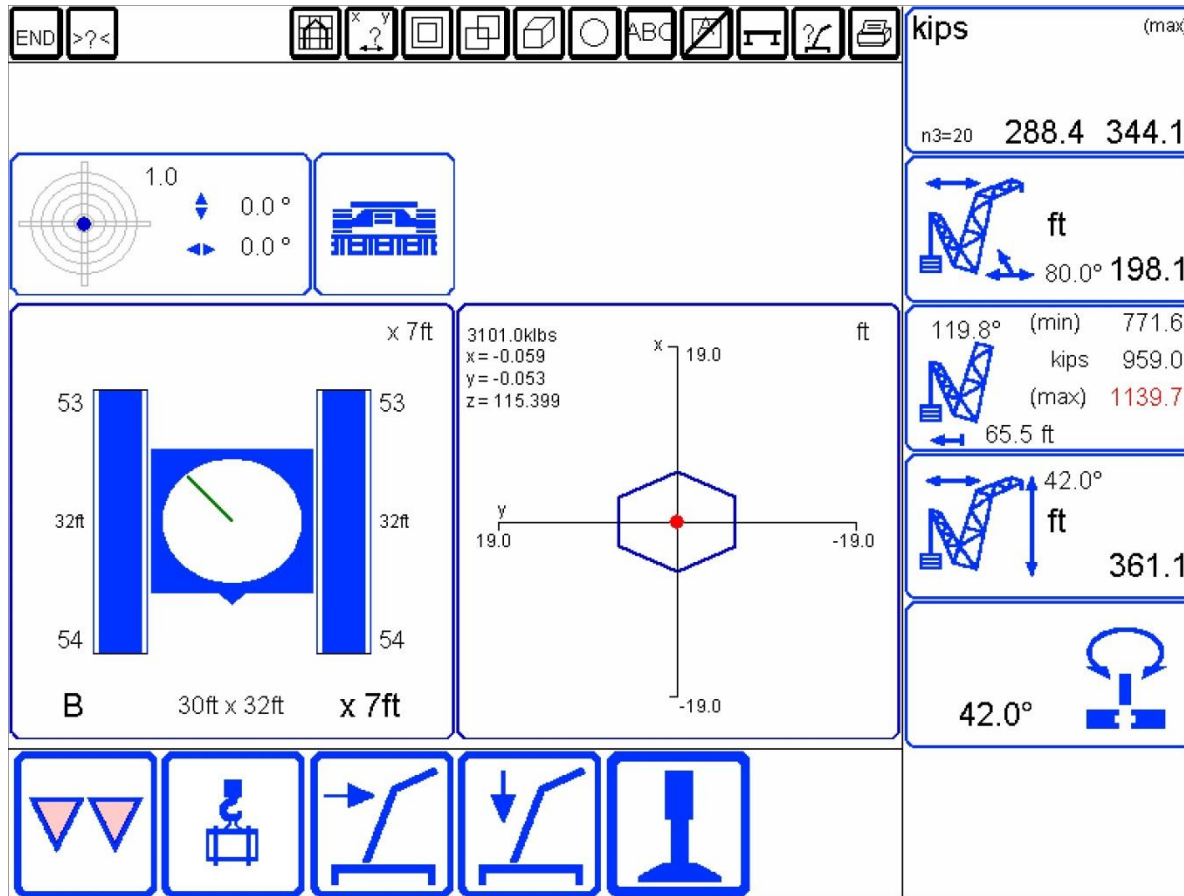 END >?< x y ? ABC A ?
kips (max)
n3=20 288.4 344.1
1.0
0.0 °
0.0 °
ft
80.0° 198.1
x 7ft
53 53
32ft 32ft
54 54
B 30ft x 32ft x 7ft
3101.0klbs ft
x = -0.059
y = -0.053
z = 115.399
x 19.0
y
19.0 -19.0
-19.0
119.8° (min) 771.6
kips 959.0
(max) 1139.7
65.5 ft
42.0°
ft
361.1
42.0°